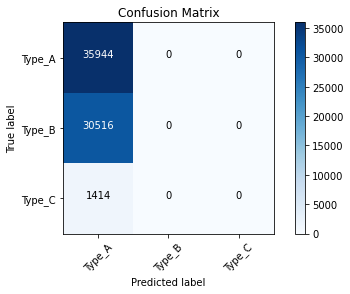 Confusion Matrix
True label
Type_A
35944
0
0
Type_B
30516
0
0
Type_C
1414
0
0
Type_A
Type_B
Type_C
Predicted label
35000
30000
25000
20000
15000
10000
5000
0